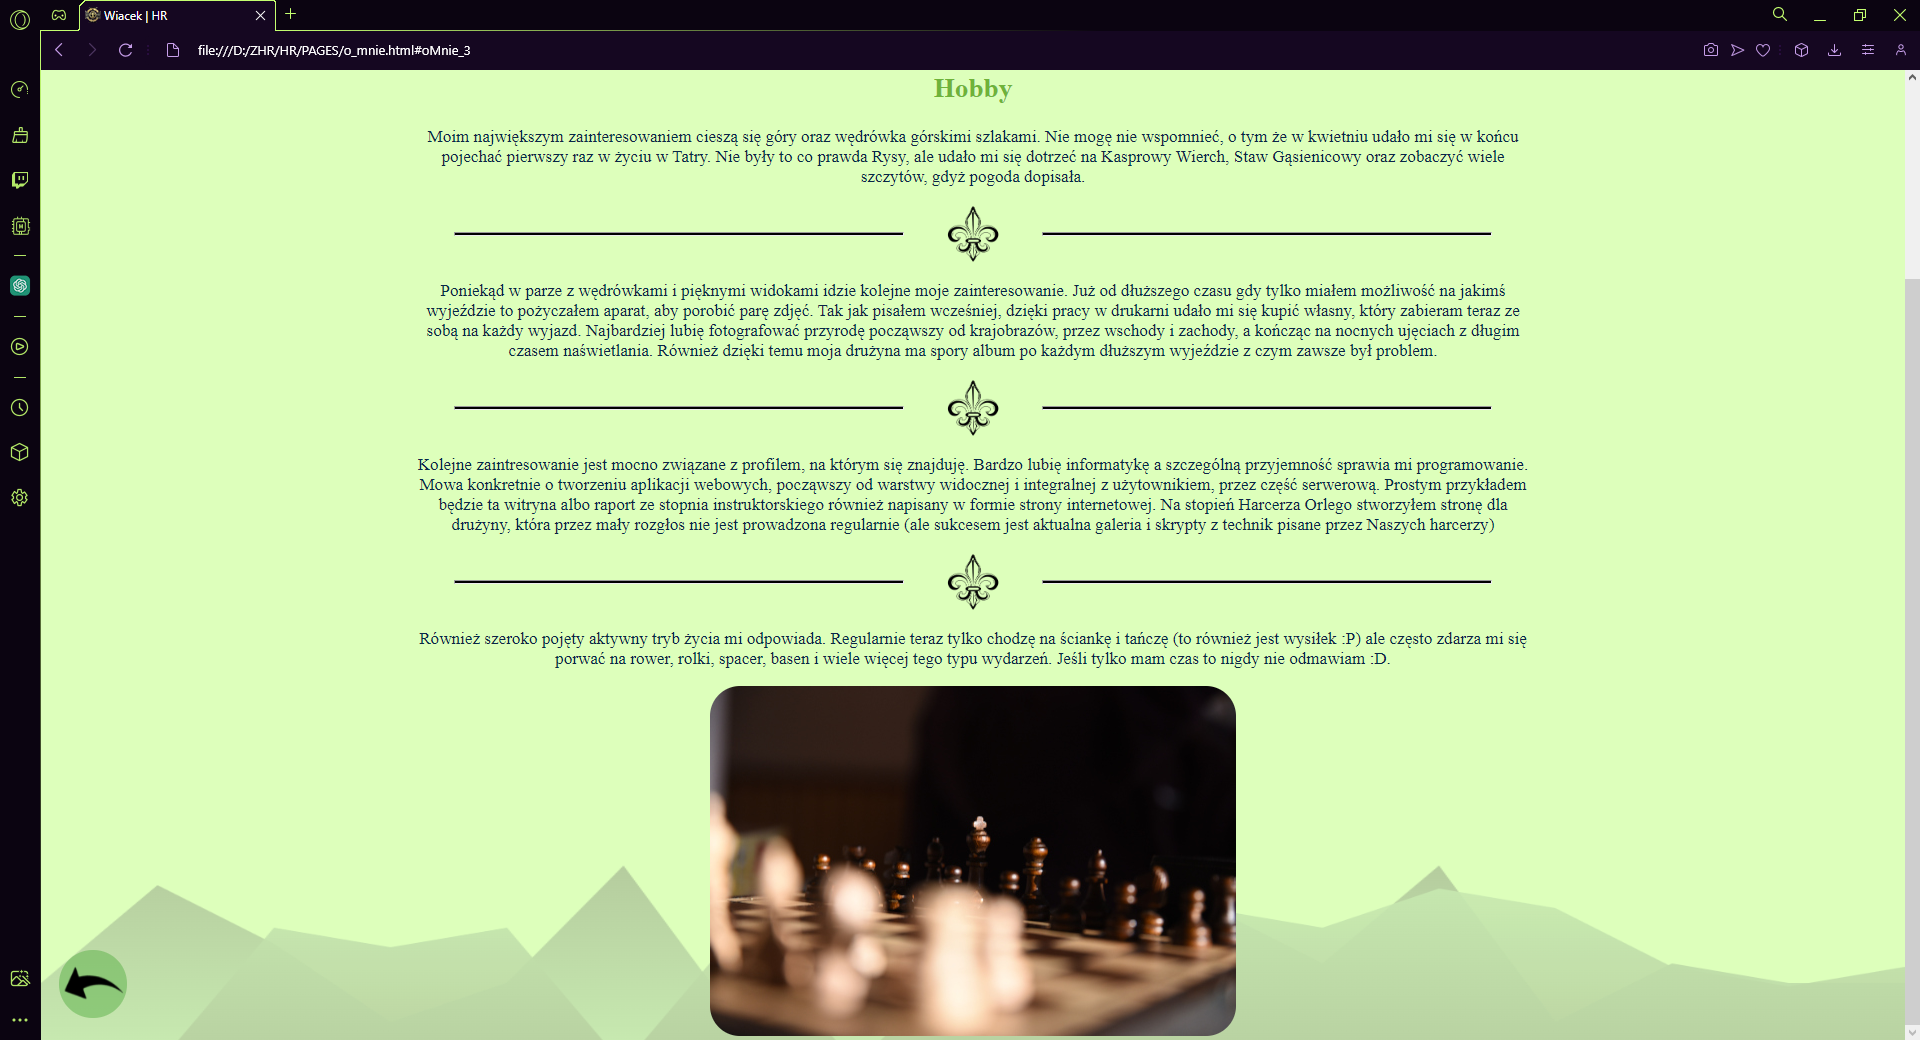 Wiacek | HR
file:///D:/ZHR/HR/PAGES/o_mnie.html#oMnie_3
Hobby
Moim największym zainteresowaniem cieszą się góry oraz wędrówka górskimi szlakami. Nie mogę nie wspomnieć, o tym że w kwietniu udało mi się w końcu
pojechać pierwszy raz w życiu w Tatry. Nie były to co prawda Rysy, ale udało mi się dotrzeć na Kasprowy Wierch, Staw Gąsienicowy oraz zobaczyć wiele
szczytów, gdyż pogoda dopisała.
Poniekąd w parze z wędrówkami i pięknymi widokami idzie kolejne moje zainteresowanie. Już od dłuższego czasu gdy tylko miałem możliwość na jakimś
wyjeździe to pożyczałem aparat, aby porobić parę zdjęć. Tak jak pisałem wcześniej, dzięki pracy w drukarni udało mi się kupić własny, który zabieram teraz ze
sobą na każdy wyjazd. Najbardziej lubię fotografować przyrodę począwszy od krajobrazów, przez wschody i zachody, a kończąc na nocnych ujęciach z długim
czasem naświetlania. Również dzięki temu moja drużyna ma spory album po każdym dłuższym wyjeździe z czym zawsze był problem.
Kolejne zaintresowanie jest mocno związane z profilem, na którym się znajduję. Bardzo lubię informatykę a szczególną przyjemność sprawia mi programowanie.
Mowa konkretnie o tworzeniu aplikacji webowych, począwszy od warstwy widocznej i integralnej z użytownikiem, przez część serwerową. Prostym przykładem
będzie ta witryna albo raport ze stopnia instruktorskiego również napisany w formie strony internetowej. Na stopień Harcerza Orlego stworzyłem stronę dla
drużyny, która przez mały rozgłos nie jest prowadzona regularnie (ale sukcesem jest aktualna galeria i skrypty z technik pisane przez Naszych harcerzy)
Również szeroko pojęty aktywny tryb życia mi odpowiada. Regularnie teraz tylko chodzę na ściankę i tańczę (to również jest wysiłek :P) ale często zdarza mi się
porwać na rower, rolki, spacer, basen i wiele więcej tego typu wydarzeń. Jeśli tylko mam czas to nigdy nie odmawiam :D.